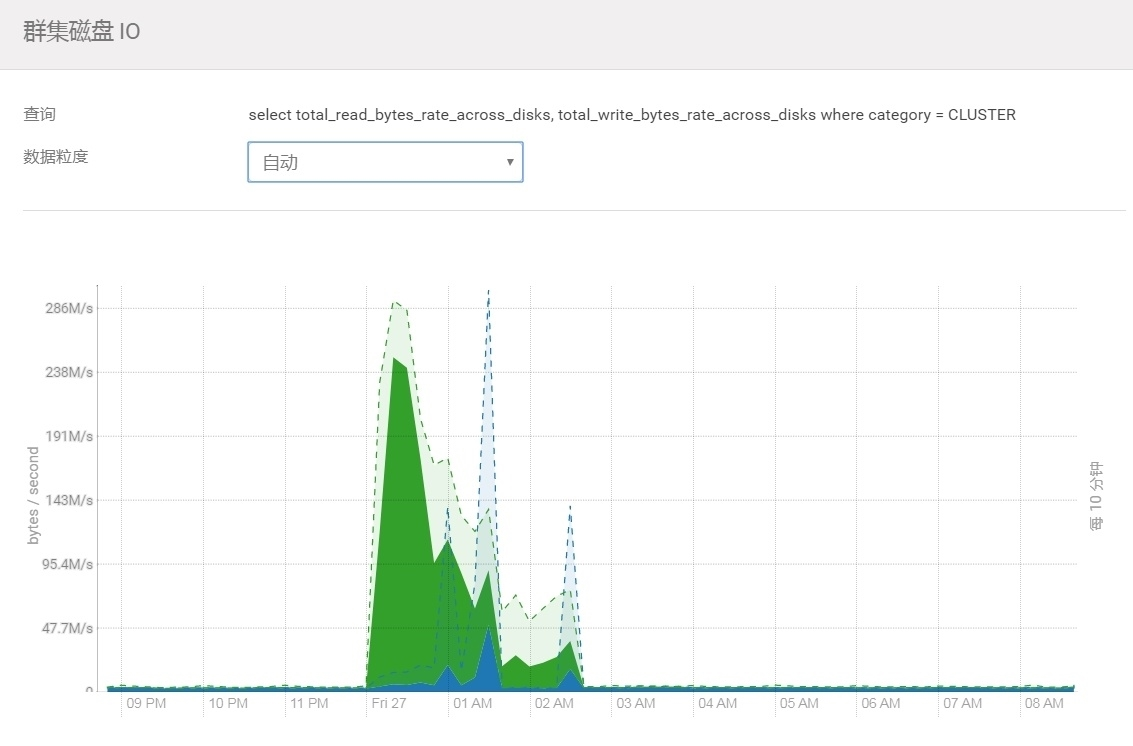 群集磁盘 IO
查询
select total_read_bytes_rate_across_disks, total_write_bytes_rate_across_disks where category = CLUSTER
数据粒度
自动
bytes / second
286M/s
238M/s
191M/s
143M/s
95.4M/s
47.7M/s
0
09 PM 10 PM 11 PM Fri 27 01 AM 02 AM 03 AM 04 AM 05 AM 06 AM 07 AM 08 AM
每 10 分钟